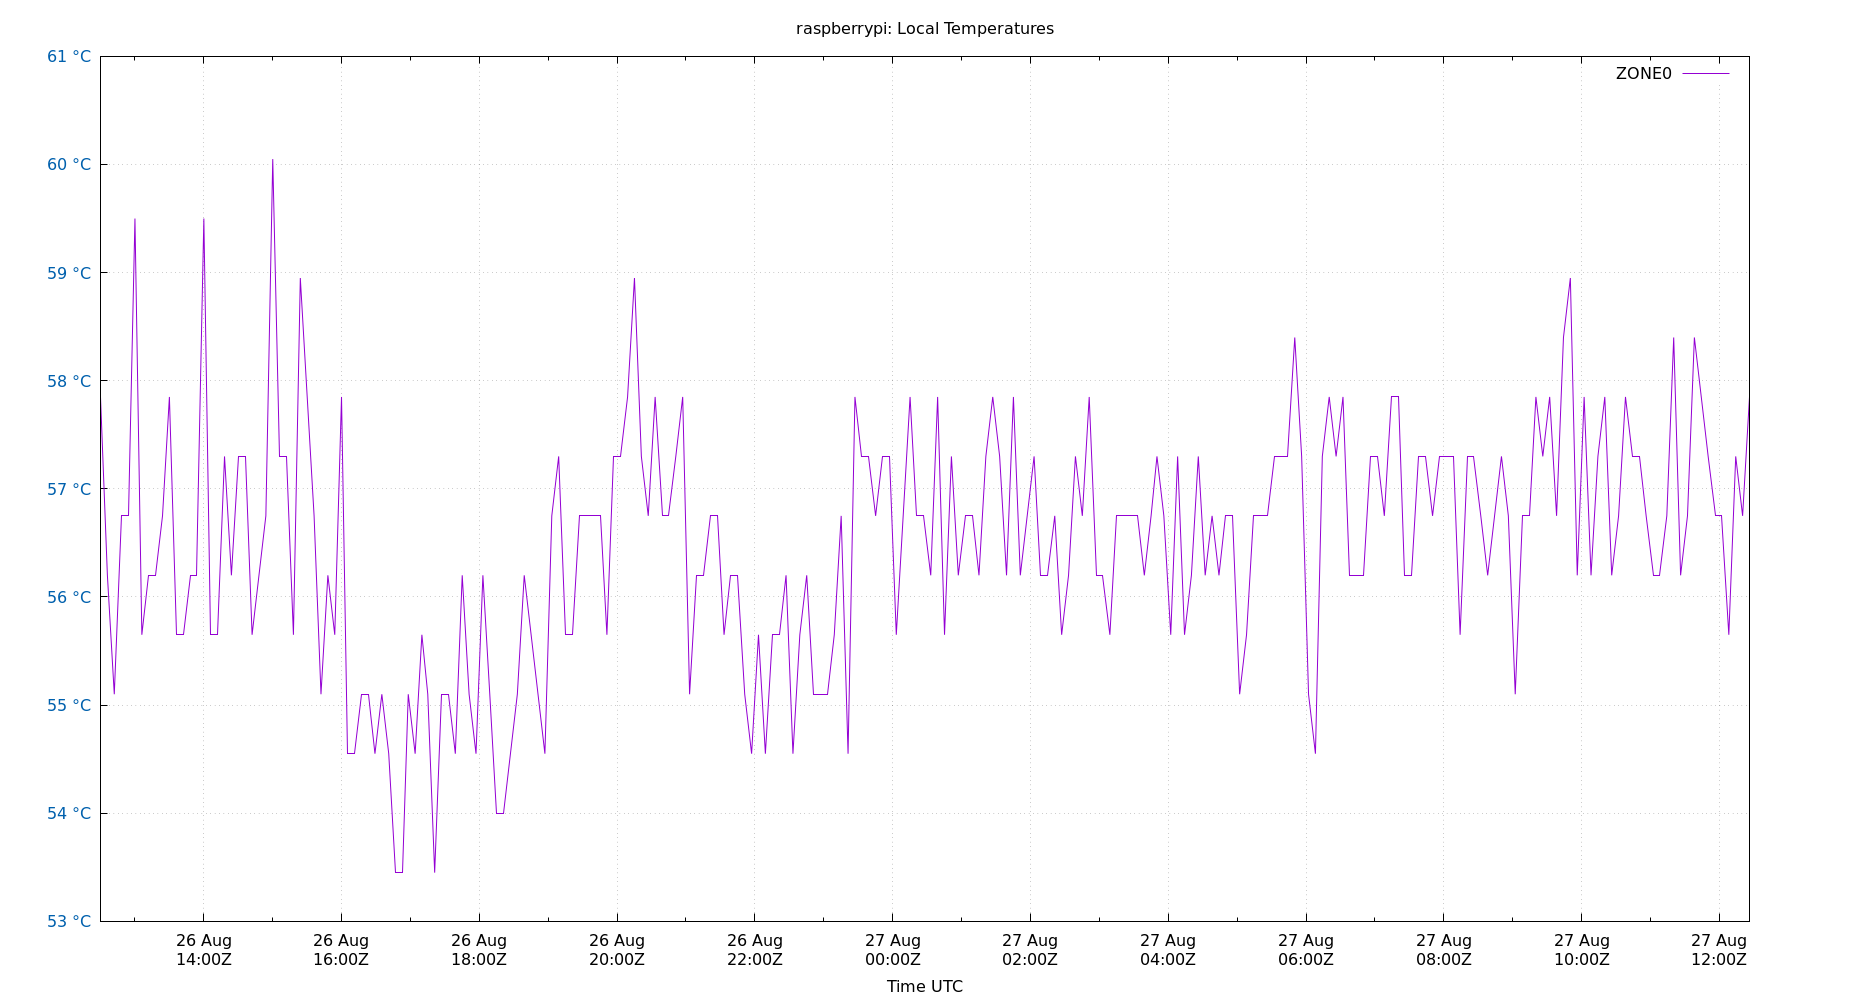 raspberrypi: Local Temperatures
61 °C
ZONE0
60 °C
59 °C
58 °C
57 °C
56 °C
55 °C
54 °C
53 °C
26 Aug 26 Aug 26 Aug 26 Aug 26 Aug 27 Aug 27 Aug 27 Aug 27 Aug 27 Aug 27 Aug 27 Aug
14:00Z 16:00Z 18:00Z 20:00Z 22:00Z 00:00Z 02:00Z 04:00Z 06:00Z 08:00Z 10:00Z 12:00Z
Time UTC